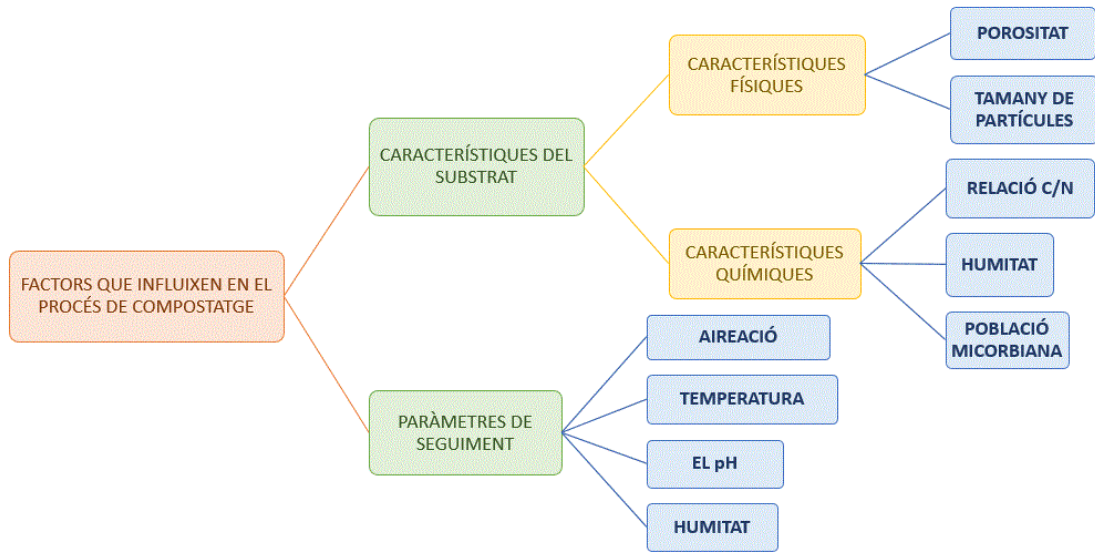 FACTORS QUE INFLUIXEN EN EL
PROCÉS DE COMPOSTATGE
CARACTERÍSTIQUES DEL
SUBSTRAT
CARACTERÍSTIQUES
FÍSIQUES
POROSITAT
TAMANY DE
PARTÍCULES
CARACTERÍSTIQUES
QUÍMIQUES
RELACIÓ C/N
HUMITAT
POBLACIÓ
MICORBIANA
PARÀMETRES DE
SEGUIMENT
AIREACIÓ
TEMPERATURA
EL pH
HUMITAT